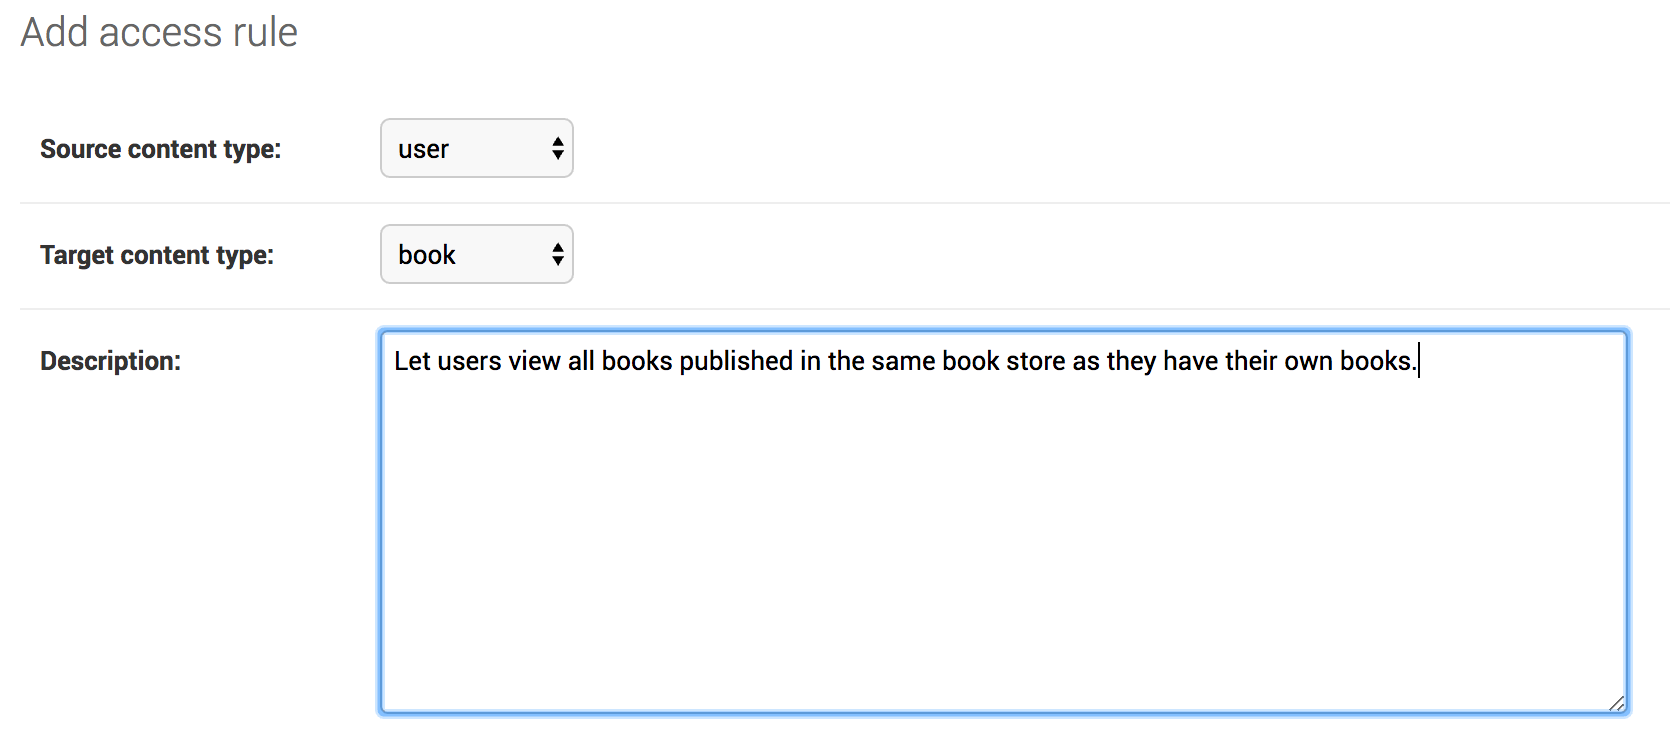 Add access rule
Source content type: user
Target content type: book
Description: Let users view all books published in the same book store as they have their own books.